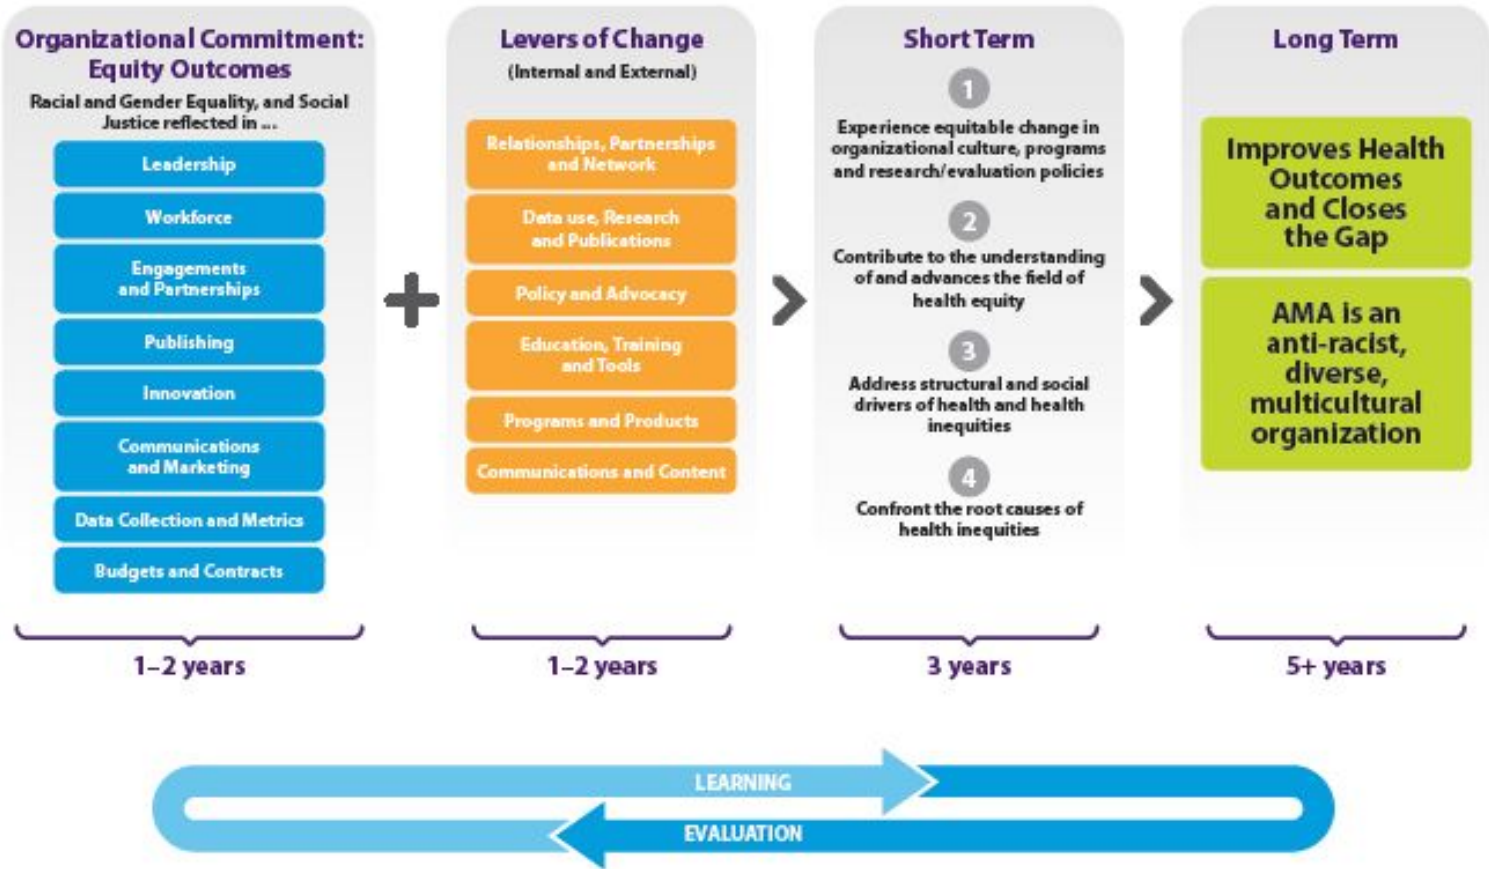 Organizational Commitment:
Equity Outcomes
Racial and Gender Equality, and Social
Justice reflected in ...
Leadership
Workforce
Engagements
and Partnerships
Publishing
Innovation
Communications
and Marketing
Data Collection and Metrics
Budgets and Contracts
1–2 years
Levers of Change
(Internal and External)
Relationships, Partnerships
and Network
Data use, Research
and Publications
Policy and Advocacy
Education, Training
and Tools
Programs and Products
Communications and Content
1–2 years
Short Term
1
Experience equitable change in
organizational culture, programs
and research/evaluation policies
2
Contribute to the understanding
of and advances the field of
health equity
3
Address structural and social
drivers of health and health
inequities
4
Confront the root causes of
health inequities
3 years
Long Term
Improves Health
Outcomes
and Closes
the Gap
AMA is an
anti-racist,
diverse,
multicultural
organization
5+ years
LEARNING
EVALUATION